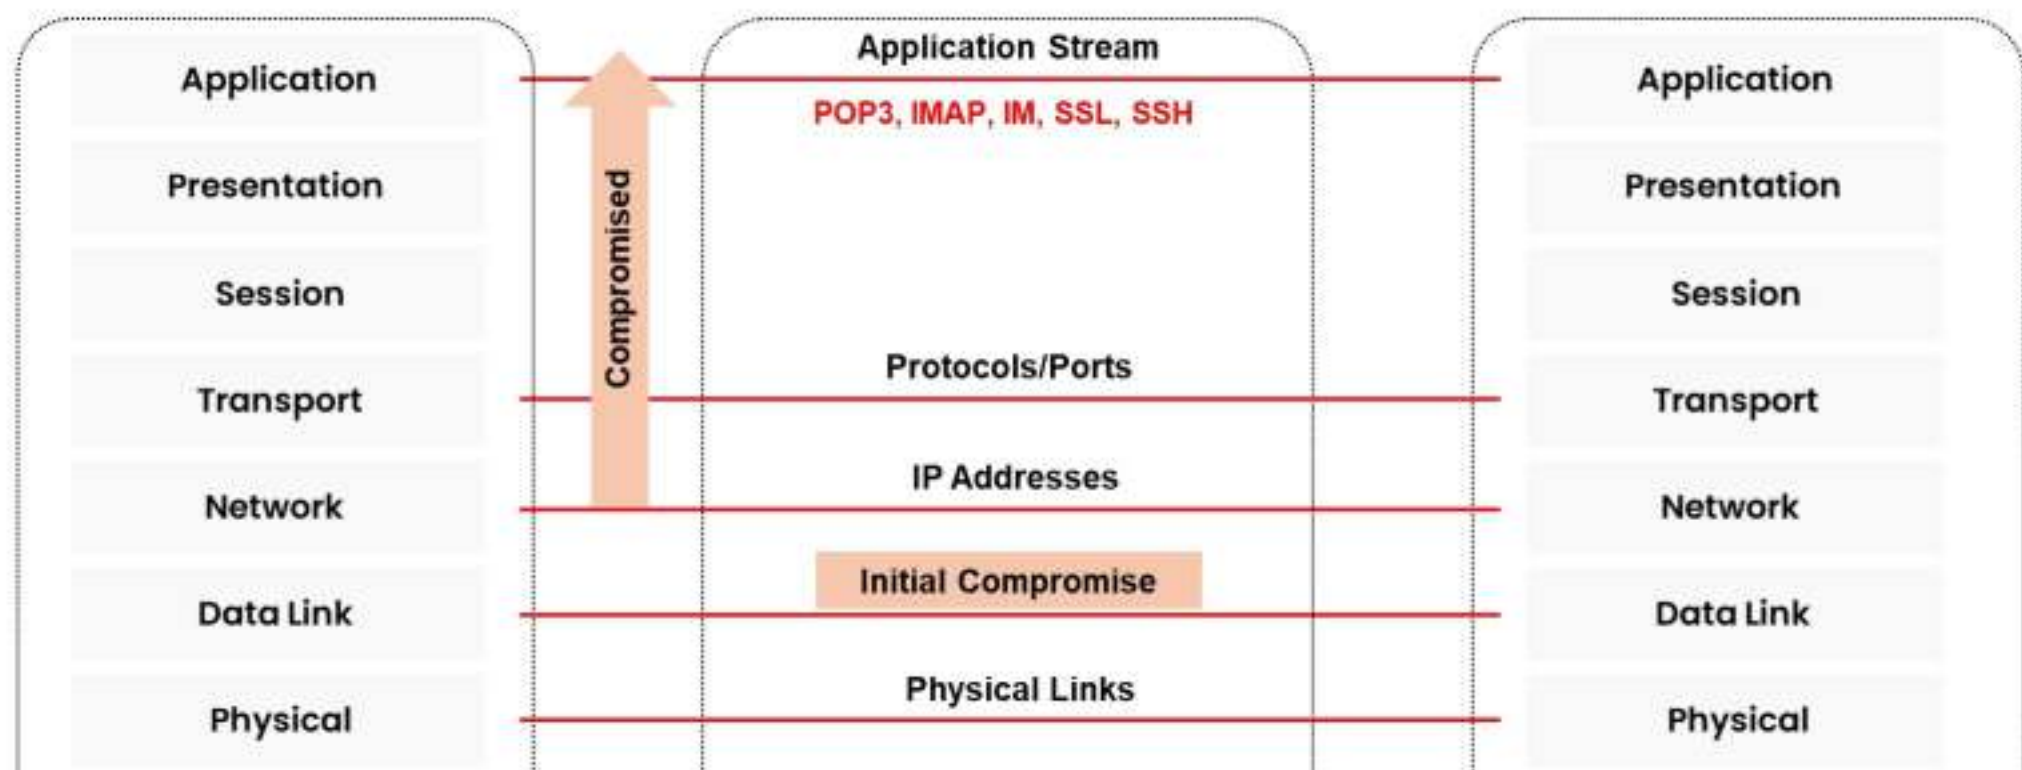 Application
Presentation
Session
Transport
Network
Data Link
Physical
Compromised
Application Stream
POP3, IMAP, IM, SSL, SSH
Protocols/Ports
IP Addresses
Initial Compromise
Physical Links
Application
Presentation
Session
Transport
Network
Data Link
Physical